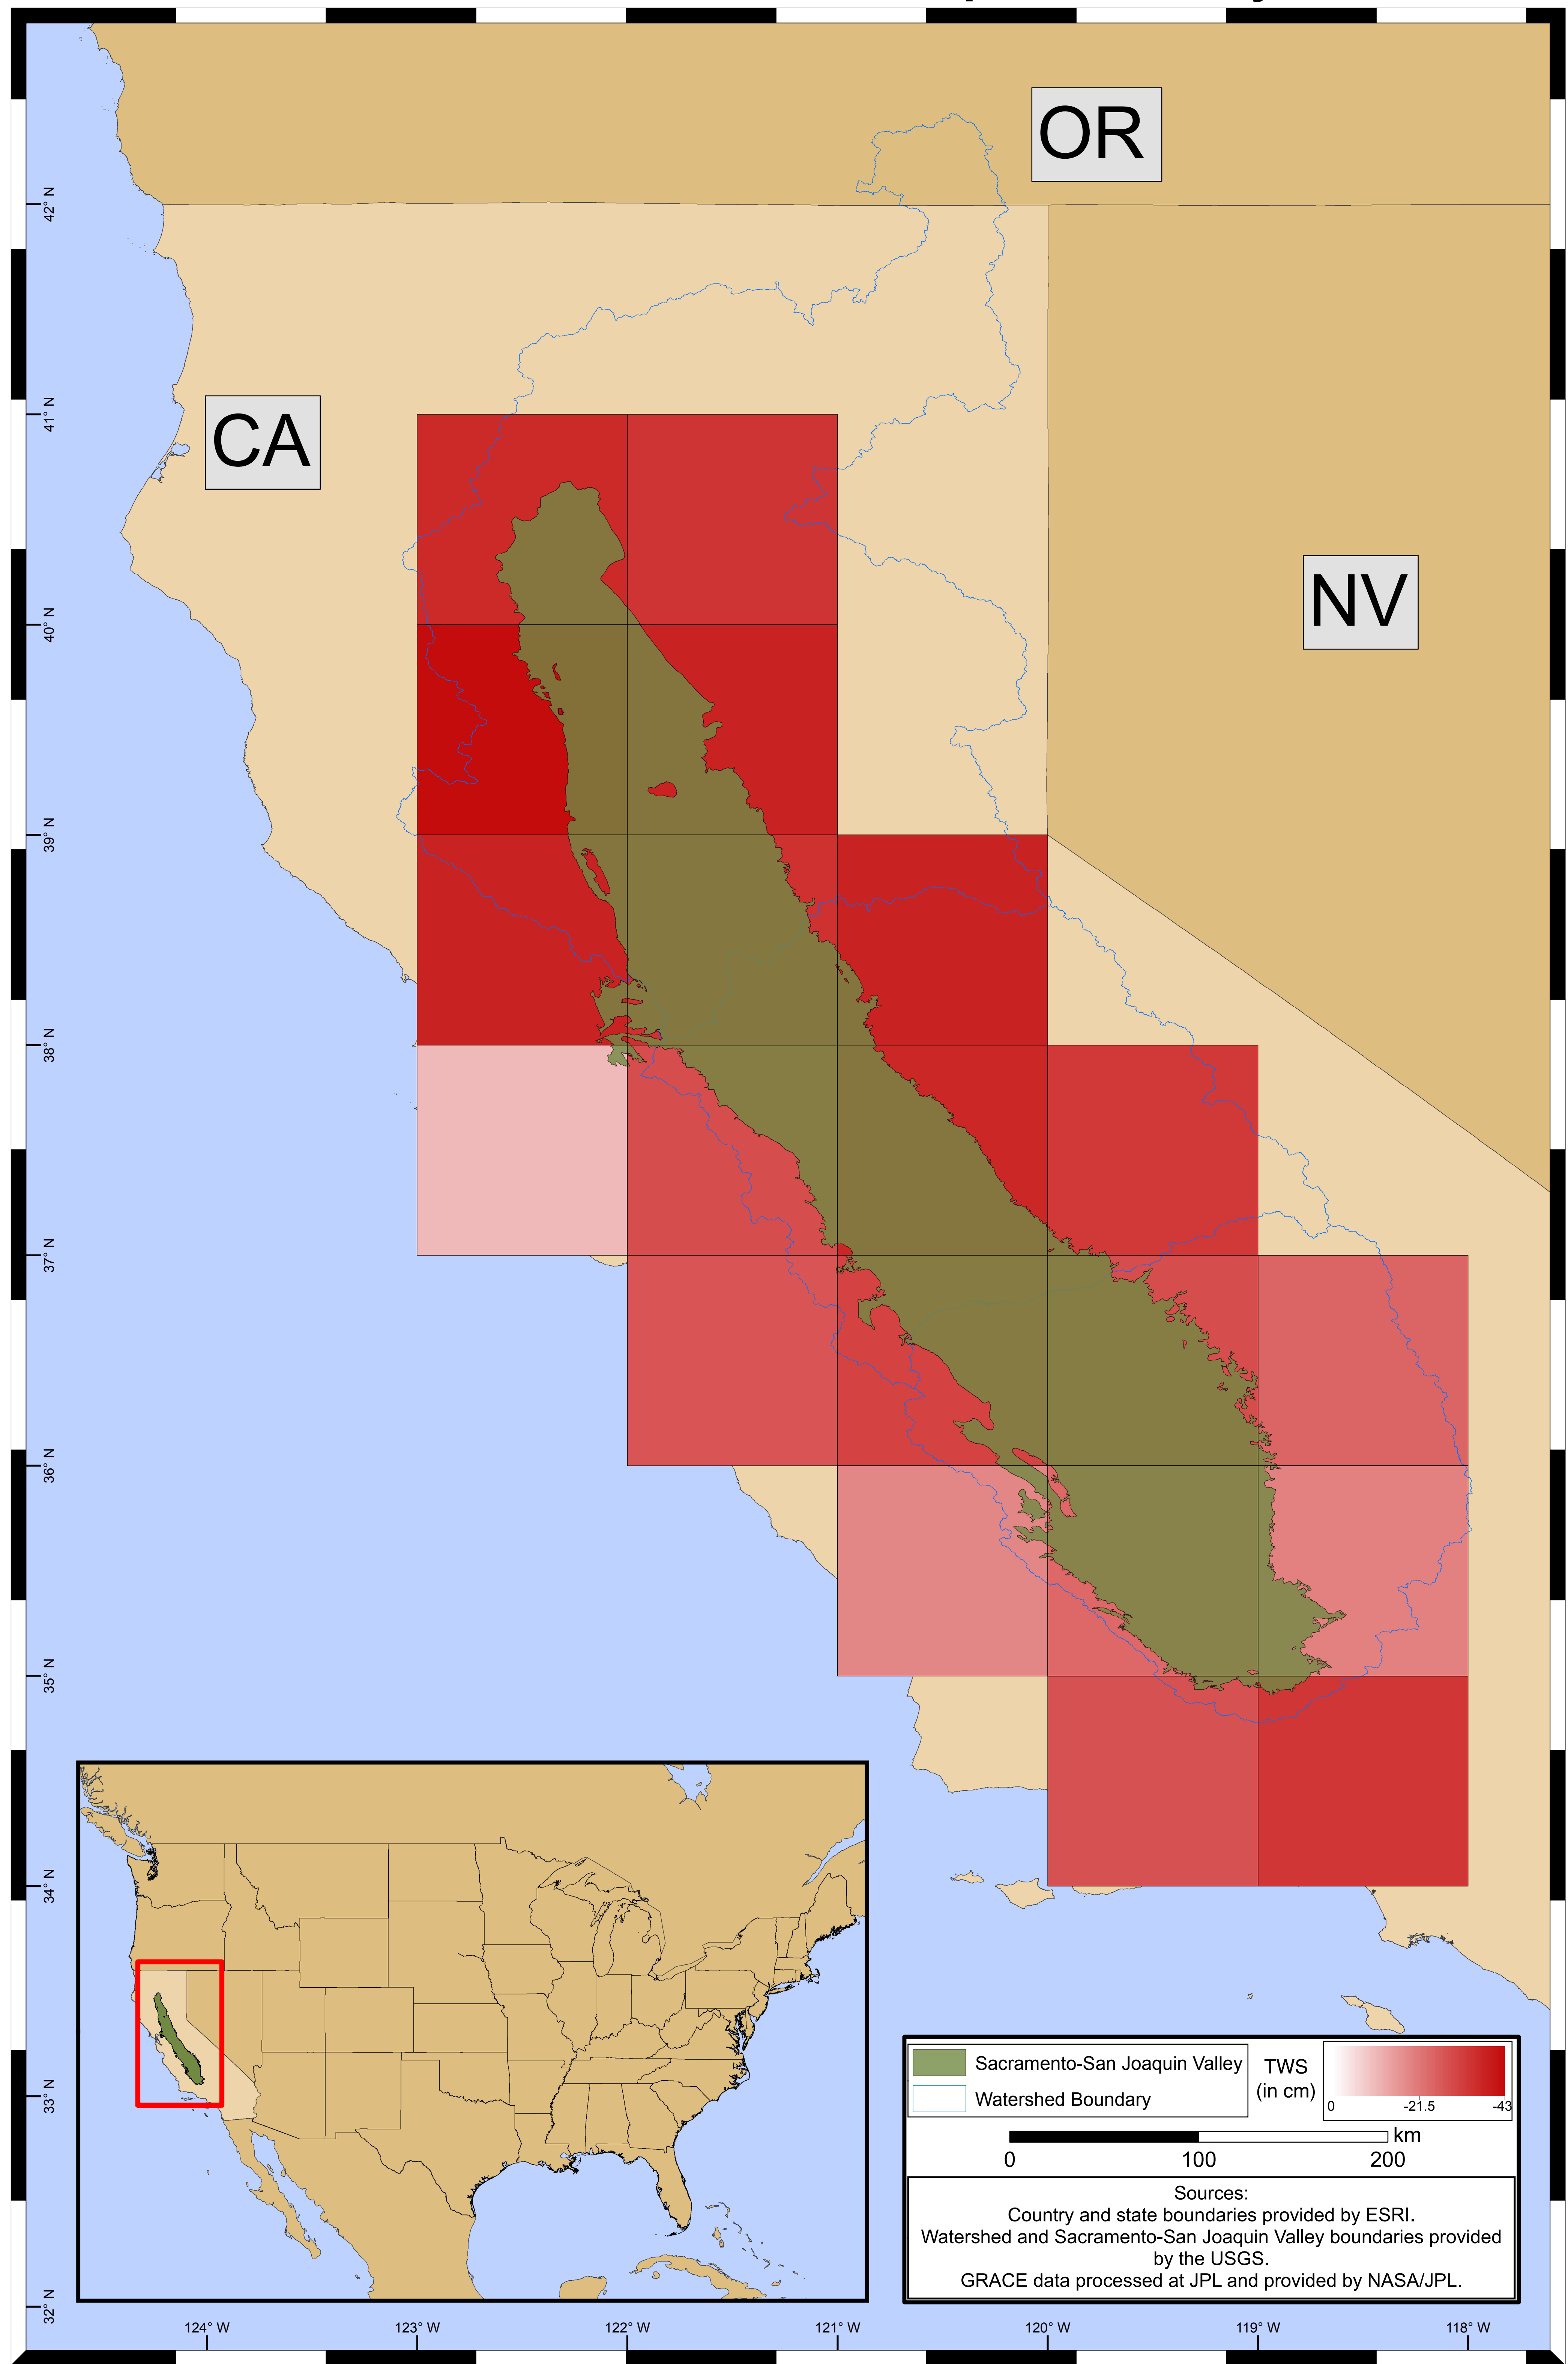 OR
42° N
41° N
CA
40° N
NV
39° N
38° N
37° N
36° N
35° N
34° N
33° N
32° N
Sacramento-San Joaquin Valley
Watershed Boundary
TWS
(in cm)
0 -21.5 -43
km
0 100 200
Sources:
Country and state boundaries provided by ESRI.
Watershed and Sacramento-San Joaquin Valley boundaries provided
by the USGS.
GRACE data processed at JPL and provided by NASA/JPL.
124° W 123° W 122° W 121° W 120° W 119° W 118° W